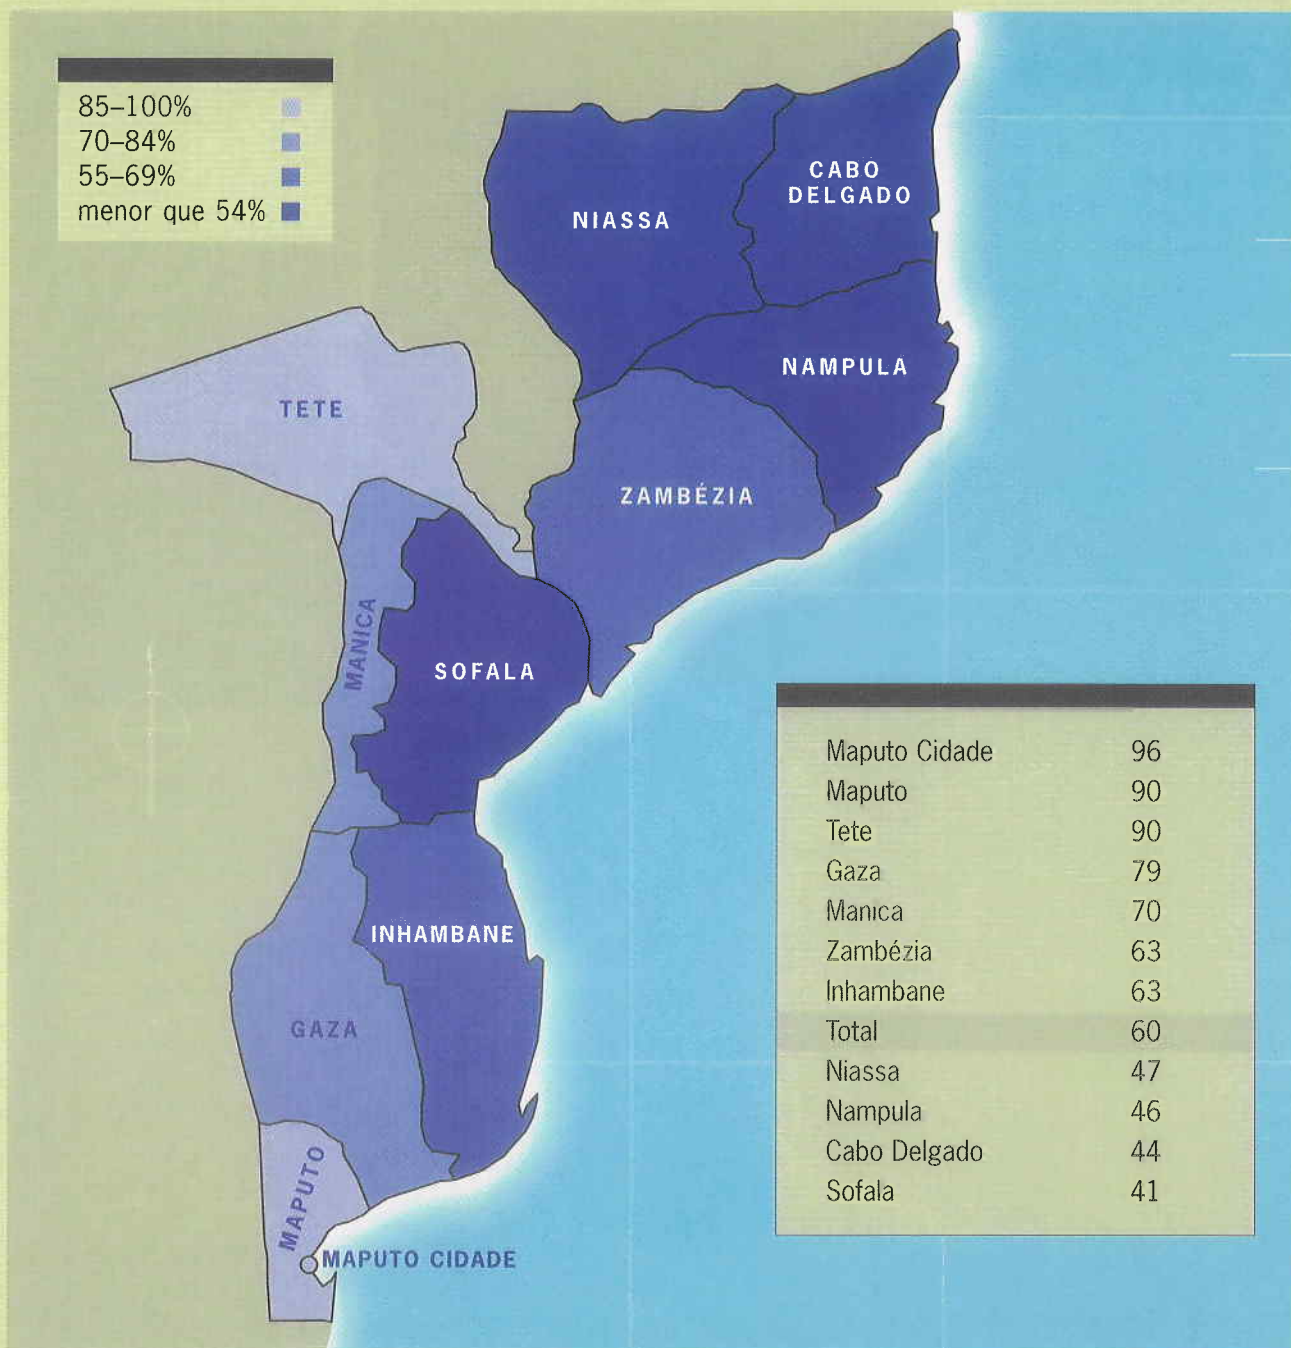 85–100%
70–84%
55–69%
menor que 54%
CABO
DELGADO
NIASSA
NAMPULA
TETE
ZAMBÉZIA
MANICA
SOFALA
INHAMBANE
GAZA
MAPUTO
MAPUTO CIDADE
Maputo Cidade 96
Maputo 90
Tete 90
Gaza 79
Manica 70
Zambézia 63
Inhambane 63
Total 60
Niassa 47
Nampula 46
Cabo Delgado 44
Sofala 41